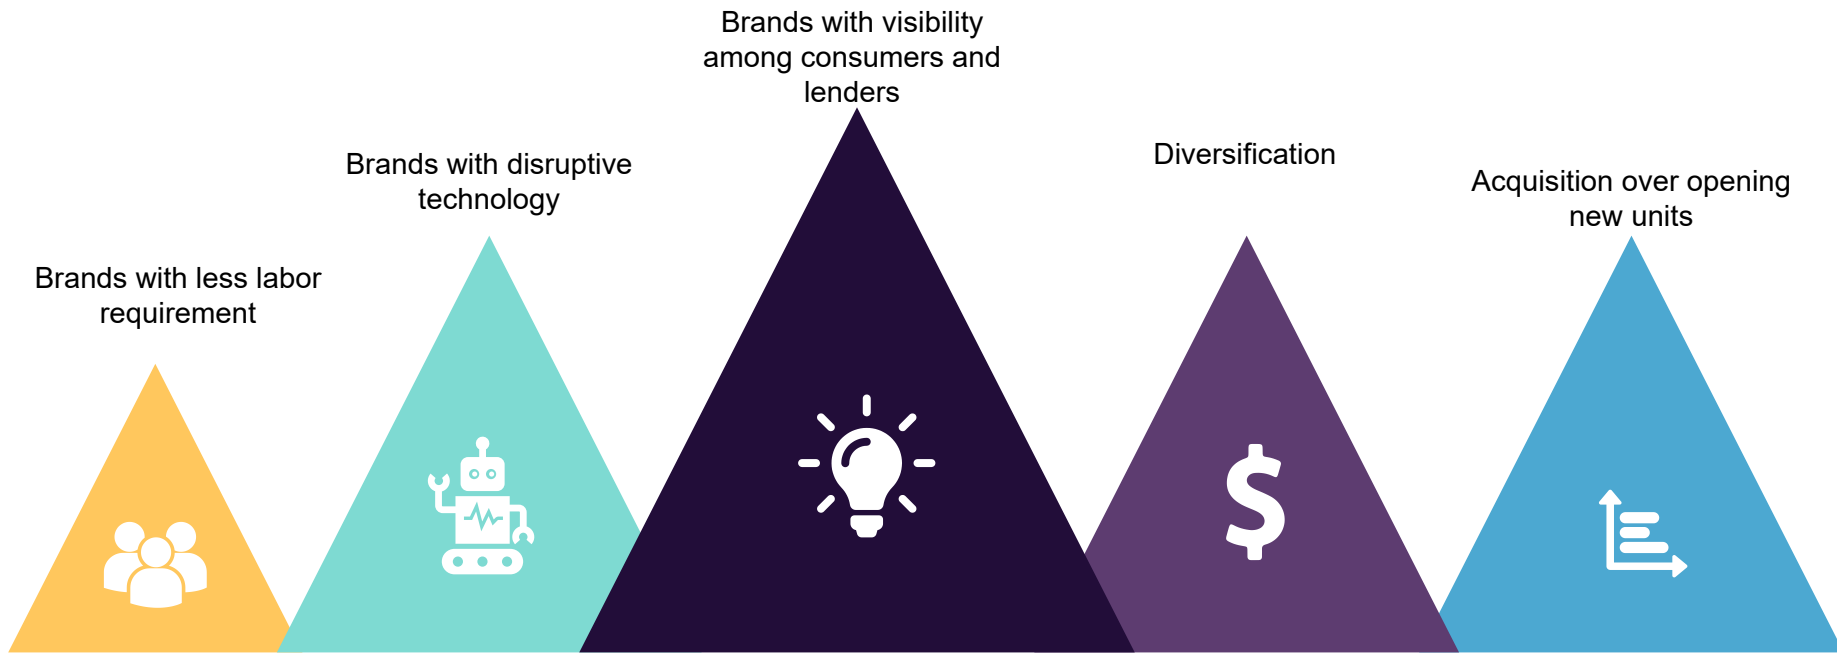 Brands with visibility
among consumers and
lenders
Brands with disruptive
technology
Diversification
Acquisition over opening
new units
Brands with less labor
requirement